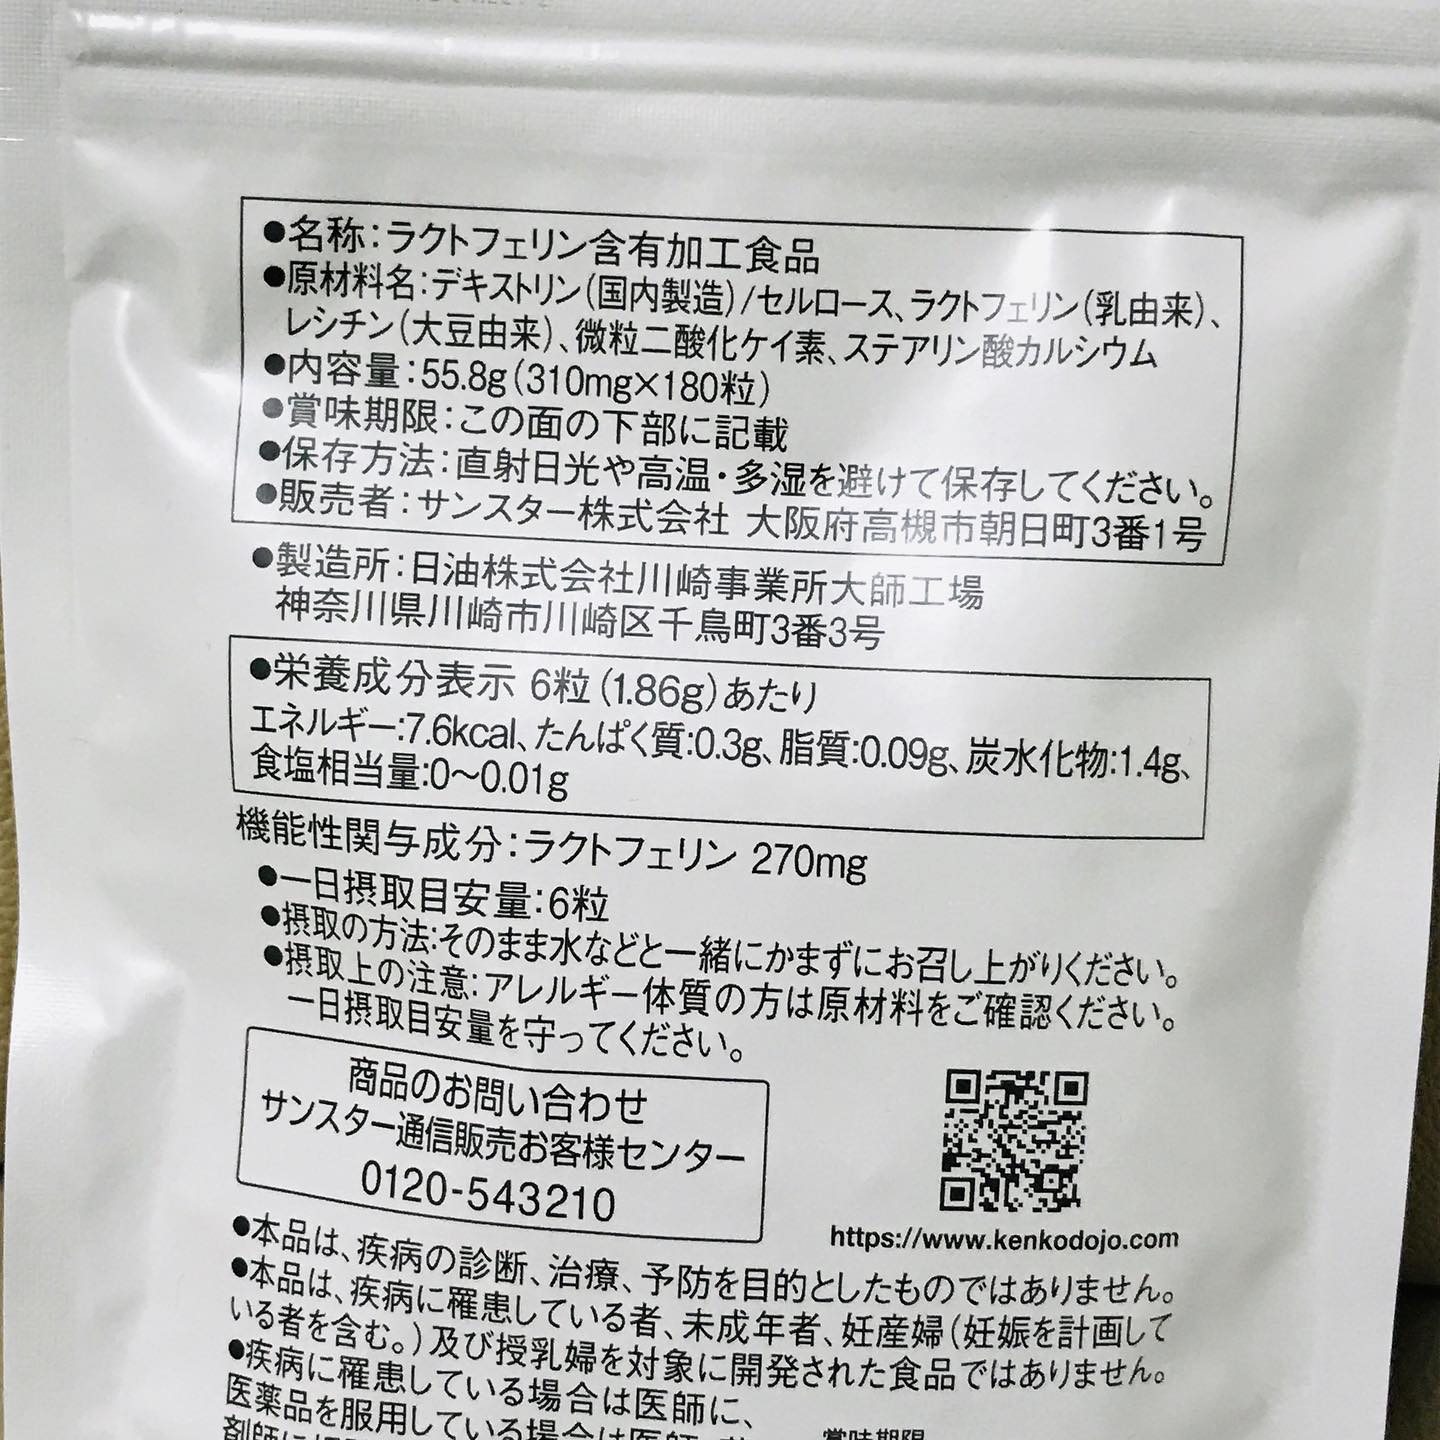 ●名称:ラクトフェリン含有加工食品
●原材料名:デキストリン(国内製造)/セルロース、ラクトフェリン(乳由来)、
レシチン(大豆由来)、微粒二酸化ケイ素、ステアリン酸カルシウム
●内容量:55.8g(310mg×180粒)
●賞味期限:この面の下部に記載
●保存方法:直射日光や高温・多湿を避けて保存してください。
●販売者:サンスター株式会社 大阪府高槻市朝日町3番1号
●製造所:日油株式会社川崎事業所大師工場
神奈川県川崎市川崎区千鳥町3番3号
●栄養成分表示 6粒(1.86g)あたり
エネルギー:7.6kcal、たんぱく質:0.3g、脂質:0.09g、炭水化物:1.4g、
食塩相当量:0〜0.01g
機能性関与成分:ラクトフェリン 270mg
●一日摂取目安量:6粒
●摂取の方法:そのまま水などと一緒にかまずにお召し上がりください。
●摂取上の注意:アレルギー体質の方は原材料をご確認ください。
一日摂取目安量を守ってください。
商品のお問い合わせ
サンスター通信販売お客様センター
0120-543210
https://www.kenkodojo.com
●本品は、疾病の診断、治療、予防を目的としたものではありません。
●本品は、疾病に罹患している者、未成年者、妊産婦(妊娠を計画して
いる者を含む。)及び授乳婦を対象に開発された食品ではありません。
●疾病に罹患している場合は医師に、
医薬品を服用している場合は医師、
賞味期限